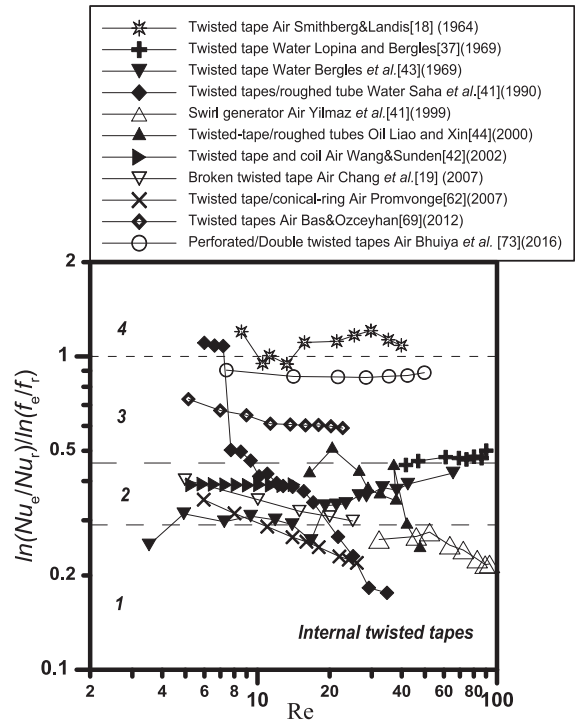 Twisted tape Air Smithberg&Landis[18] (1964)
Twisted tape Water Lopina and Bergles[37](1969)
Twisted tape Water Bergles et al.[43](1969)
Twisted tapes/roughed tube Water Saha et al.[41](1990)
Swirl generator Air Yilmaz et al.[41](1999)
Twisted-tape/roughed tubes Oil Liao and Xin[44](2000)
Twisted tape and coil Air Wang&Sunden[42](2002)
Broken twisted tape Air Chang et al.[19] (2007)
Twisted tape/conical-ring Air Promvonge[62](2007)
Twisted tapes Air Bas&Ozceyhan[69](2012)
Perforated/Double twisted tapes Air Bhuiya et al. [73](2016)
2
4
1
3
0.5
2
0.2
1
Internal twisted tapes
0.1
ln(Nue/Nur)/ln(fe/fr)
2 4 6 8 10 20 40 60 80 100
Re